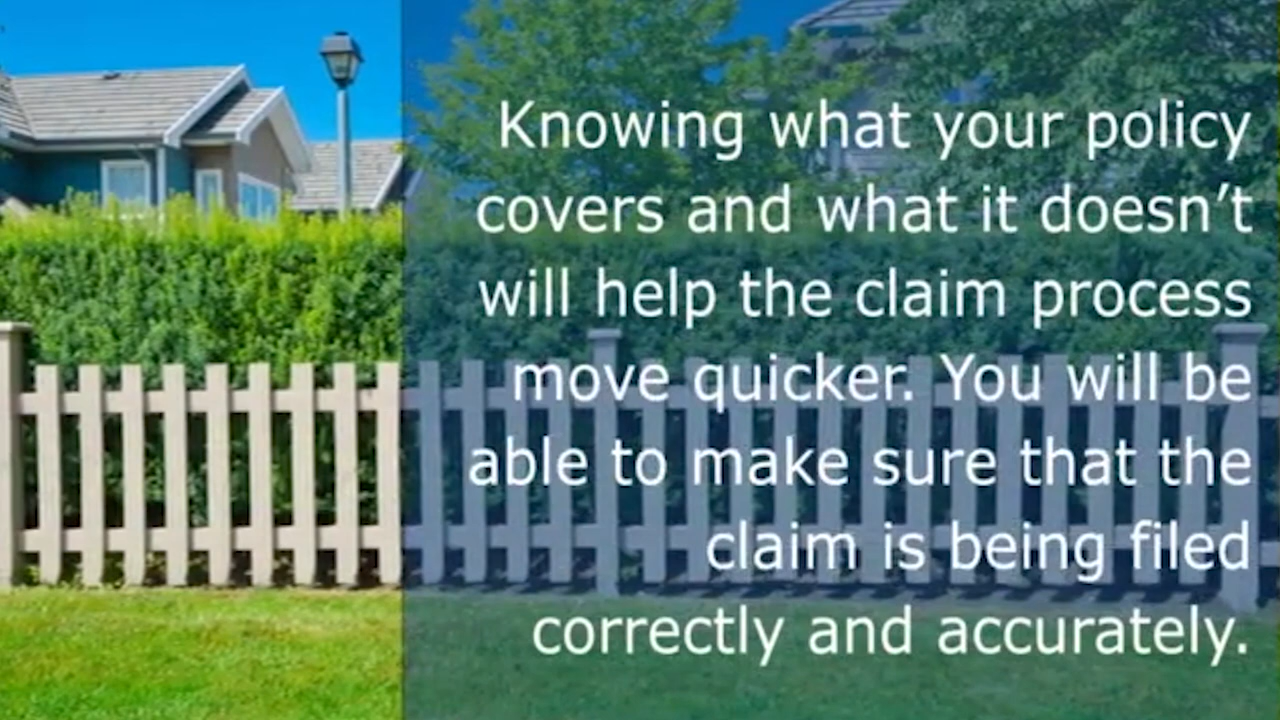 Knowing what your policy
covers and what it doesn’t
will help the claim process
move quicker. You will be
able to make sure that the
claim is being filed
correctly and accurately.